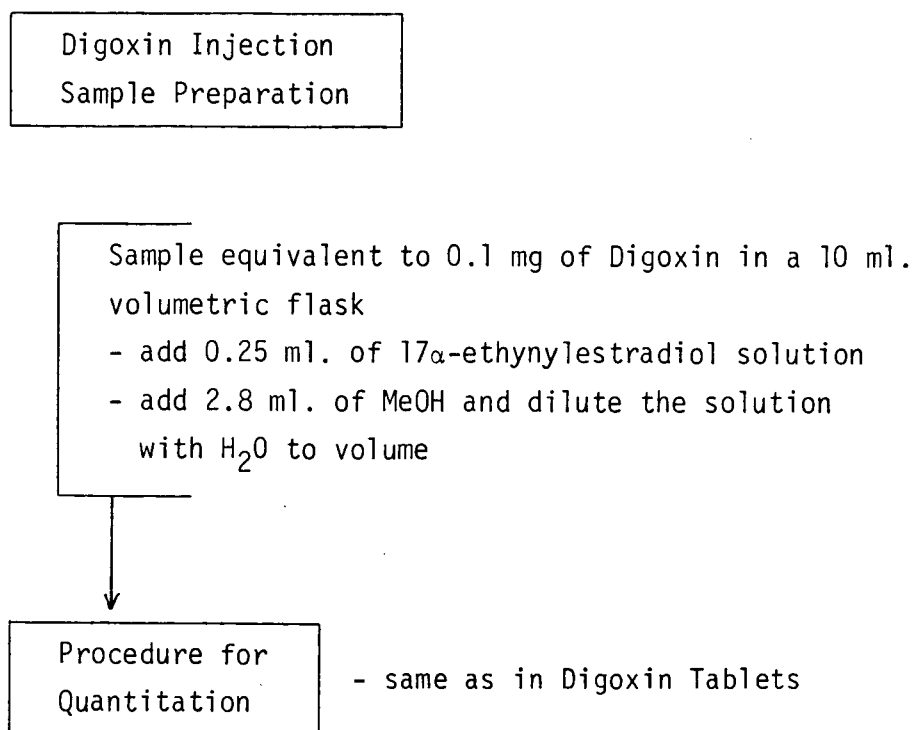 Digoxin Injection
Sample Preparation
Sample equivalent to 0.1 mg of Digoxin in a 10 ml.
volumetric flask
- add 0.25 ml. of 17α-ethynylestradiol solution
- add 2.8 ml. of MeOH and dilute the solution
with H₂O to volume
Procedure for
Quantitation
- same as in Digoxin Tablets